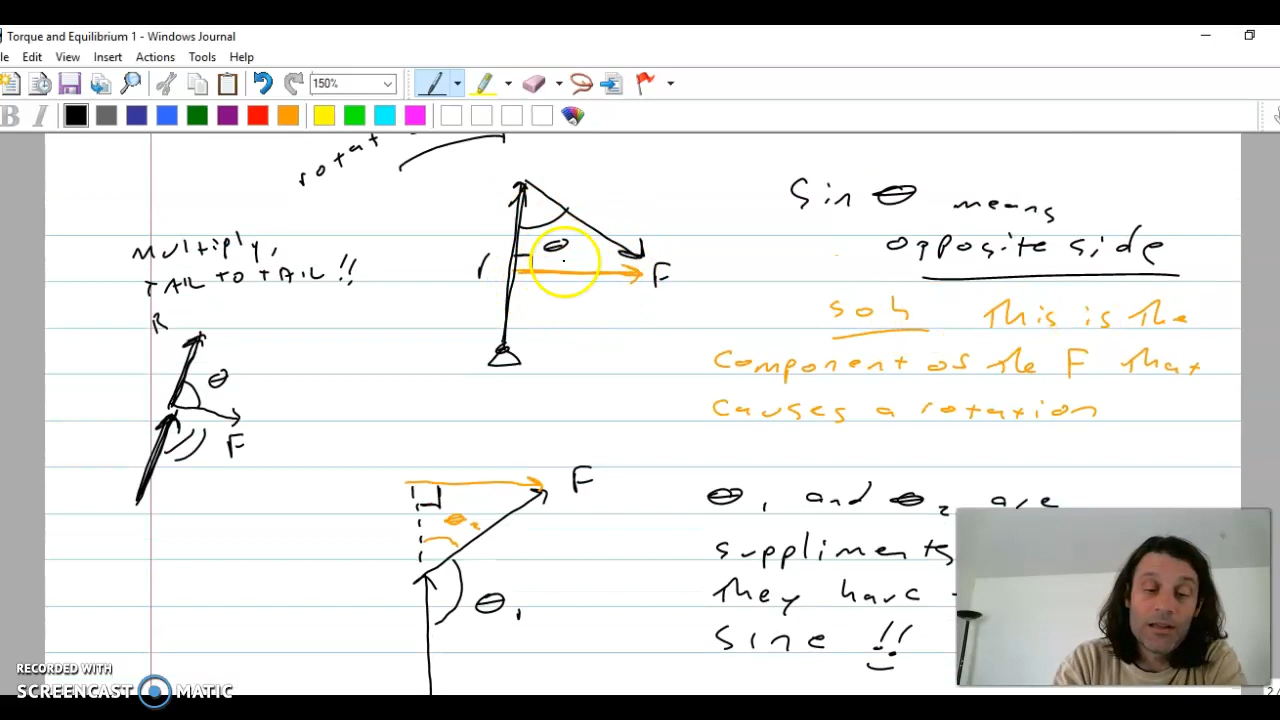 Torque and Equilibrium 1 - Windows Journal
le Edit View Insert Actions Tools Help
150%
B I
rotat
Multiply,
TAIL TO TAIL !!
R
θ
F
r
θ
F
Sin θ means
opposite side
soh This is the
component of the F that
causes a rotation
F
θ2
θ1
θ1 and θ2 are
suppliments
they have
sine !!
RECORDED WITH
SCREENCAST MATIC